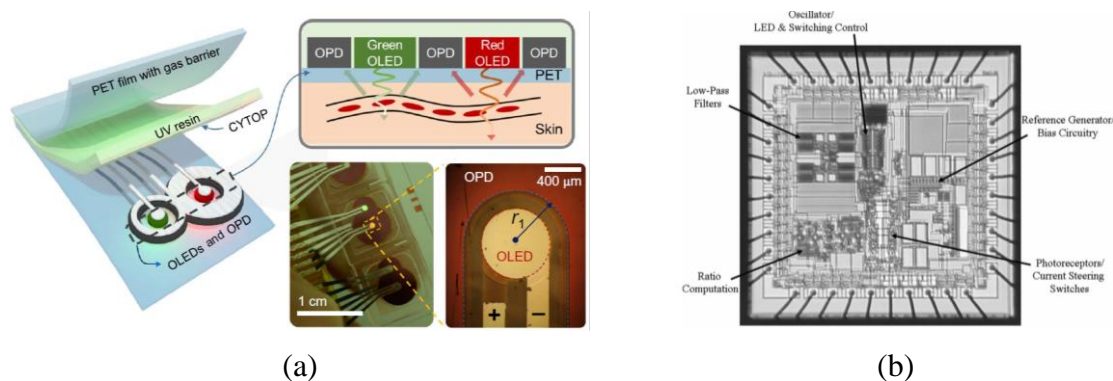 PET film with gas barrier
UV resin
CYTOP
OLEDs and OPD
OPD
Green
OLED
OPD
Red
OLED
OPD
PET
Skin
1 cm
OPD
400 μm
r1
OLED
+
−
(a)
Oscillator/
LED & Switching Control
Low-Pass
Filters
Reference Generator/
Bias Circuitry
Ratio
Computation
Photoreceptors/
Current Steering
Switches
(b)